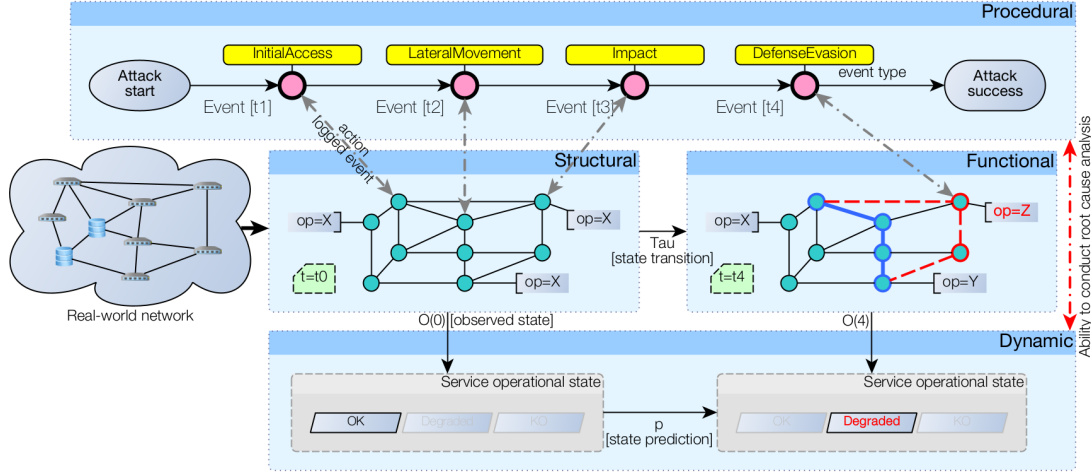 Procedural
InitialAccess
LateralMovement
Impact
DefenseEvasion
Attack
start
event type
Attack
success
Event [t1]
Event [t2]
Event [t3]
Event [t4]
action
logged event
Structural
Functional
op=X
op=X
op=X
t=t0
Tau
[state transition]
op=X
op=Z
op=Y
t=t4
Real-world network
Ability to conduct root cause analysis
O(0) [observed state]
O(4)
Dynamic
Service operational state
OK
Degraded
KO
p
[state prediction]
Service operational state
OK
Degraded
KO